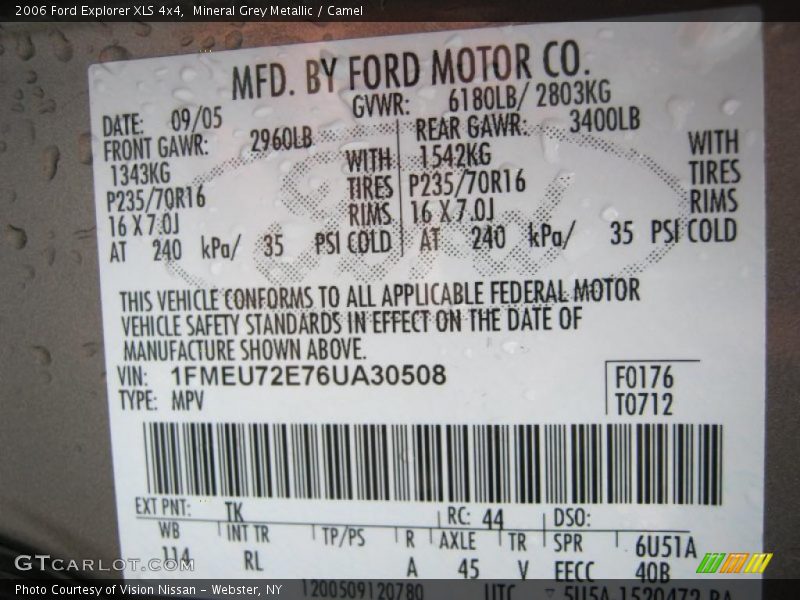 2006 Ford Explorer XLS 4x4, Mineral Grey Metallic / Camel
MFD. BY FORD MOTOR CO.
DATE: 09/05 GVWR: 6180LB/ 2803KG
FRONT GAWR: 2960LB REAR GAWR: 3400LB
1343KG WITH 1542KG WITH
P235/70R16 TIRES P235/70R16 TIRES
16 X 7.0J RIMS 16 X 7.0J RIMS
AT 240 kPa/ 35 PSI COLD AT 240 kPa/ 35 PSI COLD
THIS VEHICLE CONFORMS TO ALL APPLICABLE FEDERAL MOTOR
VEHICLE SAFETY STANDARDS IN EFFECT ON THE DATE OF
MANUFACTURE SHOWN ABOVE.
VIN: 1FMEU72E76UA30508 F0176
TYPE: MPV T0712
EXT PNT: TK RC: 44 DSO:
WB INT TR TP/PS R AXLE TR SPR 6U51A
114 RL A 45 V EECC 40B
GTCARLOT.COM
Photo Courtesy of Vision Nissan – Webster, NY
1200509120780 UTC